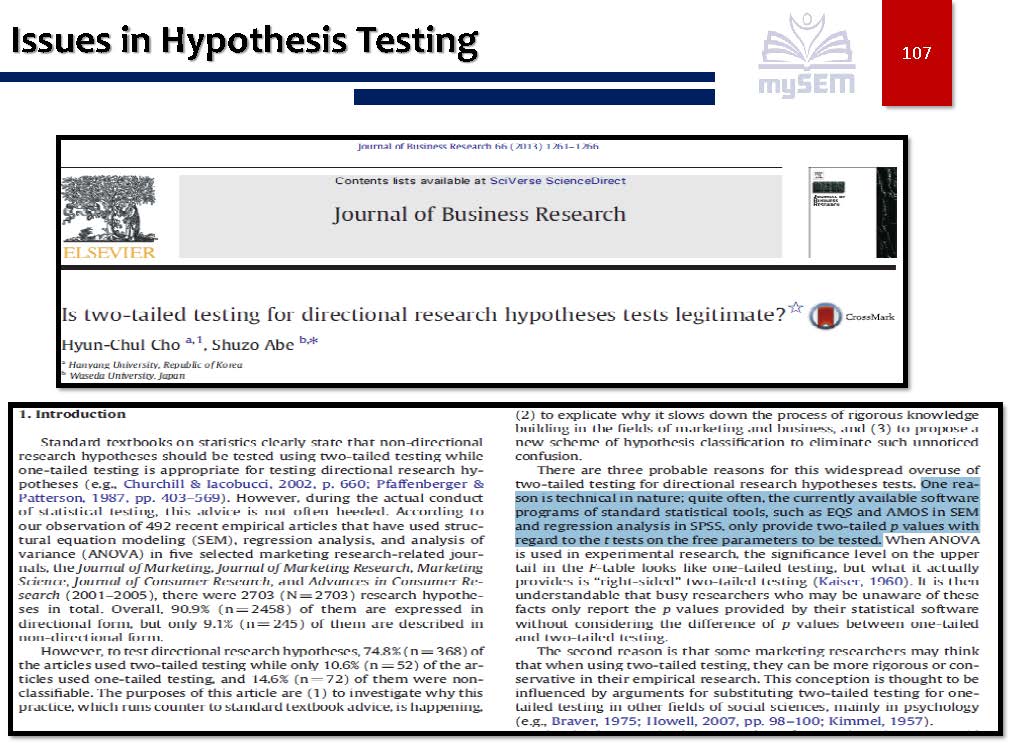 Issues in Hypothesis Testing
mySEM
107
Journal of Business Research 66 (2013) 1261–1266
Contents lists available at SciVerse ScienceDirect
Journal of Business Research
ELSEVIER
Is two-tailed testing for directional research hypotheses tests legitimate?☆
CrossMark
Hyun-Chul Cho a,1, Shuzo Abe b,*
a Hanyang University, Republic of Korea
b Waseda University, Japan
1. Introduction
Standard textbooks on statistics clearly state that non-directional
research hypotheses should be tested using two-tailed testing while
one-tailed testing is appropriate for testing directional research hy-
potheses (e.g., Churchill & Iacobucci, 2002, p. 660; Pfaffenberger &
Patterson, 1987, pp. 403–569). However, during the actual conduct
of statistical testing, this advice is not often heeded. According to
our observation of 492 recent empirical articles that have used struc-
tural equation modeling (SEM), regression analysis, and analysis of
variance (ANOVA) in five selected marketing research-related jour-
nals, the Journal of Marketing, Journal of Marketing Research, Marketing
Science, Journal of Consumer Research, and Advances in Consumer Re-
search (2001–2005), there were 2703 (N=2703) research hypothe-
ses in total. Overall, 90.9% (n=2458) of them are expressed in
directional form, but only 9.1% (n=245) of them are described in
non-directional form.
However, to test directional research hypotheses, 74.8% (n=368) of
the articles used two-tailed testing while only 10.6% (n=52) of the ar-
ticles used one-tailed testing, and 14.6% (n=72) of them were non-
classifiable. The purposes of this article are (1) to investigate why this
practice, which runs counter to standard textbook advice, is happening,
(2) to explicate why it slows down the process of rigorous knowledge
building in the fields of marketing and business, and (3) to propose a
new scheme of hypothesis classification to eliminate such unnoticed
confusion.
There are three probable reasons for this widespread overuse of
two-tailed testing for directional research hypotheses tests. One rea-
son is technical in nature; quite often, the currently available software
programs of standard statistical tools, such as EQS and AMOS in SEM
and regression analysis in SPSS, only provide two-tailed p values with
regard to the t tests on the free parameters to be tested. When ANOVA
is used in experimental research, the significance level on the upper
tail in the F-table looks like one-tailed testing, but what it actually
provides is "right-sided" two-tailed testing (Kaiser, 1960). It is then
understandable that busy researchers who may be unaware of these
facts only report the p values provided by their statistical software
without considering the difference of p values between one-tailed
and two-tailed testing.
The second reason is that some marketing researchers may think
that when using two-tailed testing, they can be more rigorous or con-
servative in their empirical research. This conception is thought to be
influenced by arguments for substituting two-tailed testing for one-
tailed testing in other fields of social sciences, mainly in psychology
(e.g., Braver, 1975; Howell, 2007, pp. 98–100; Kimmel, 1957).